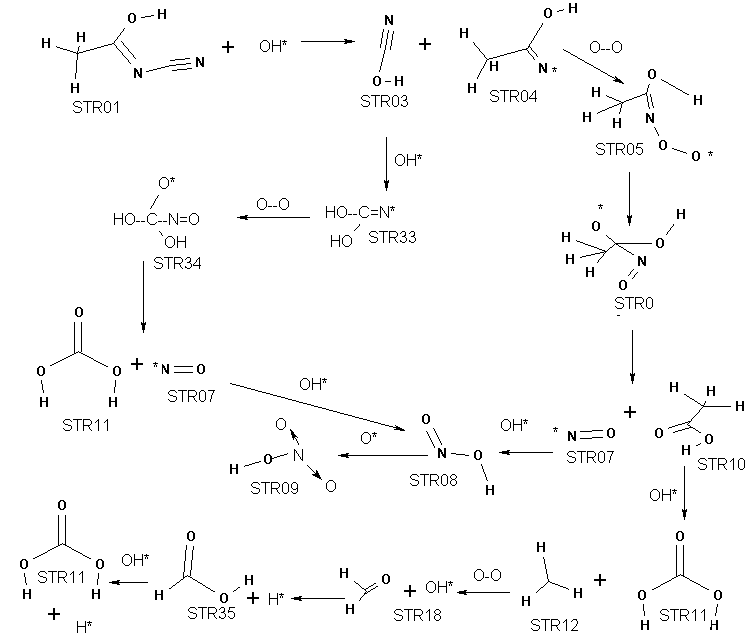 O H N O--O
H OH* H O
N N * H
H O-H H N H
STR01 STR03 STR04 STR05 O O *
OH*
O* O--O * O H
HO--C--N=O HO--C=N* H O
OH HO STR33 H H N
STR34 O
STR0
O H H
O O OH* O OH* O
H H *N O *N O H O
STR11 STR07 STR07 H STR10
O O* N O
H O N STR08 H OH*
STR09 O
O O H O-O O
O O OH* H O H H O OH* H H O O
H STR11 H H* STR18 H H
STR35 STR12 STR11
H*